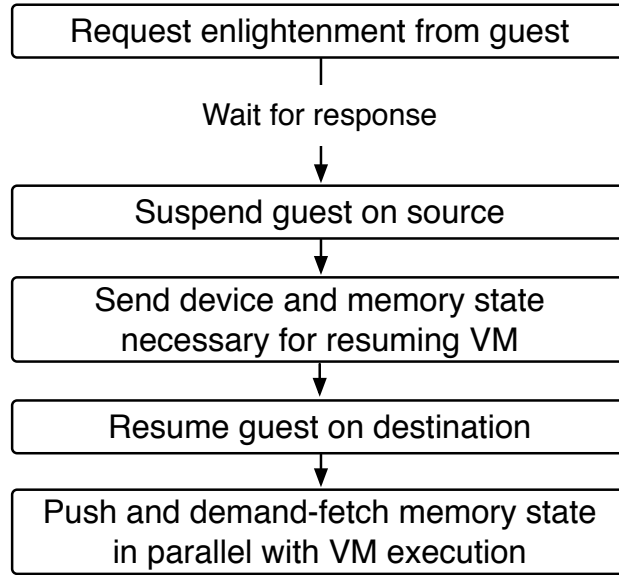 Request enlightenment from guest
Wait for response
Suspend guest on source
Send device and memory state
necessary for resuming VM
Resume guest on destination
Push and demand-fetch memory state
in parallel with VM execution